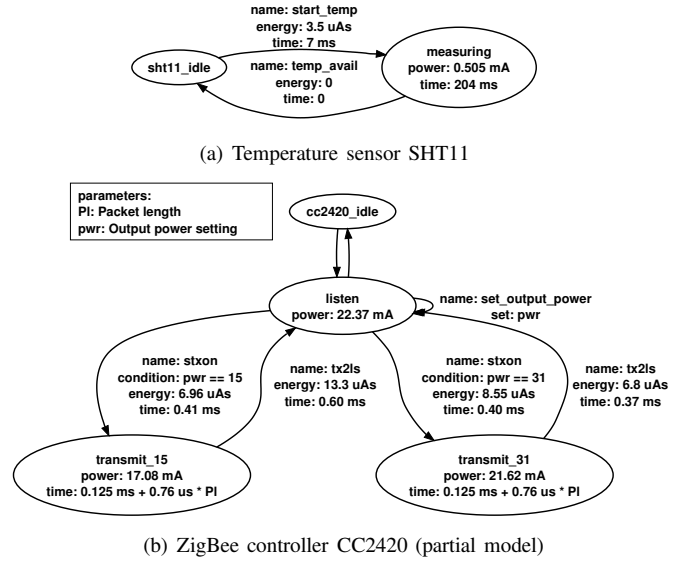 name: start_temp
energy: 3.5 uAs
time: 7 ms
sht11_idle
name: temp_avail
energy: 0
time: 0
measuring
power: 0.505 mA
time: 204 ms
(a) Temperature sensor SHT11
parameters:
Pl: Packet length
pwr: Output power setting
cc2420_idle
listen
power: 22.37 mA
name: set_output_power
set: pwr
name: stxon
condition: pwr == 15
energy: 6.96 uAs
time: 0.41 ms
name: tx2ls
energy: 13.3 uAs
time: 0.60 ms
name: stxon
condition: pwr == 31
energy: 8.55 uAs
time: 0.40 ms
name: tx2ls
energy: 6.8 uAs
time: 0.37 ms
transmit_15
power: 17.08 mA
time: 0.125 ms + 0.76 us * Pl
transmit_31
power: 21.62 mA
time: 0.125 ms + 0.76 us * Pl
(b) ZigBee controller CC2420 (partial model)